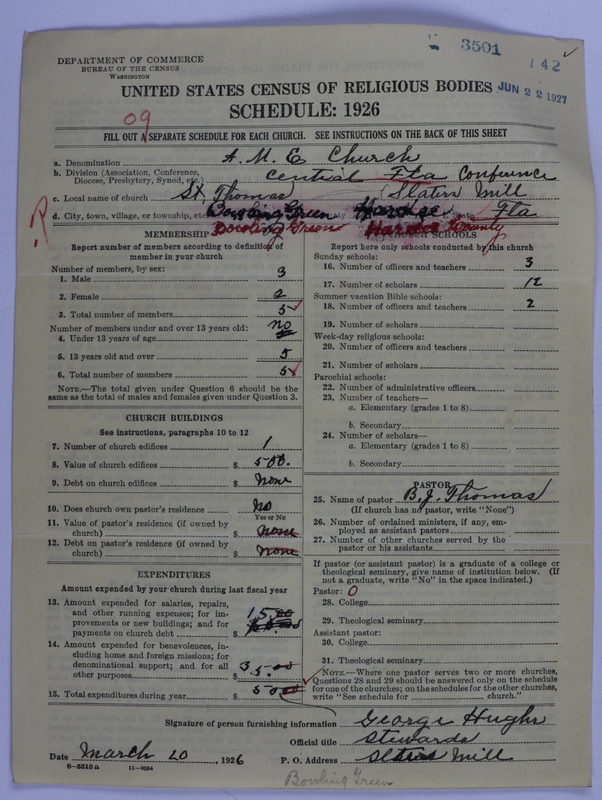 3501
142 ✓
DEPARTMENT OF COMMERCE
BUREAU OF THE CENSUS
WASHINGTON
UNITED STATES CENSUS OF RELIGIOUS BODIES
JUN 22 1927
SCHEDULE: 1926
09
FILL OUT A SEPARATE SCHEDULE FOR EACH CHURCH. SEE INSTRUCTIONS ON THE BACK OF THIS SHEET
a. Denomination A. M. E. Church
b. Division (Association, Conference, Diocese, Presbytery, Synod, etc.) Central Fla Conference
c. Local name of church St, Thomas (Slater Mill
d. City, town, village, or township, etc. Bowling Green Hardee Fla
R
Bowling Green Hardee County
MEMBERSHIP
Report number of members according to definition of
member in your church
Number of members, by sex:
1. Male 3
2. Female 2
3. Total number of members 5
Number of members under and over 13 years old:
4. Under 13 years of age no
5. 13 years old and over 5
6. Total number of members 5
NOTE.—The total given under Question 6 should be the
same as the total of males and females given under Question 3.
CHURCH BUILDINGS
See instructions, paragraphs 10 to 12
7. Number of church edifices 1
8. Value of church edifices $ 500.
9. Debt on church edifices $ None
10. Does church own pastor's residence No
Yes or No
11. Value of pastor's residence (if owned by
church) $ none
12. Debt on pastor's residence (if owned by
church) $ none
EXPENDITURES
Amount expended by your church during last fiscal year
13. Amount expended for salaries, repairs,
and other running expenses; for im-
provements or new buildings; and for
payments on church debt $ 15.00
14. Amount expended for benevolences, in-
cluding home and foreign missions; for
denominational support; and for all
other purposes $ 35.00
15. Total expenditures during year $ 50
CHURCH SCHOOLS
Report here only schools conducted by this church
Sunday schools:
16. Number of officers and teachers 3
17. Number of scholars 12
Summer vacation Bible schools:
18. Number of officers and teachers 2
19. Number of scholars
Week-day religious schools:
20. Number of officers and teachers
21. Number of scholars
Parochial schools:
22. Number of administrative officers
23. Number of teachers—
a. Elementary (grades 1 to 8)
b. Secondary
24. Number of scholars—
a. Elementary (grades 1 to 8)
b. Secondary
PASTOR
25. Name of pastor B. J. Thomas
(If church has no pastor, write "None")
26. Number of ordained ministers, if any, em-
ployed as assistant pastors
27. Number of other churches served by the
pastor or his assistants
If pastor (or assistant pastor) is a graduate of a college or
theological seminary, give name of institution below. (If
not a graduate, write "No" in the space indicated.)
Pastor: 0
28. College
29. Theological seminary
Assistant pastor:
30. College
31. Theological seminary
NOTE.—Where one pastor serves two or more churches,
Questions 28 and 29 should be answered only on the schedule
for one of the churches; on the schedules for the other churches,
write "See schedule for church."
Signature of person furnishing information George Hughs
Official title Stewards
Date March 20, 1926 P. O. Address Slaters Mill
8—5518a 11—9054
Bowling Green